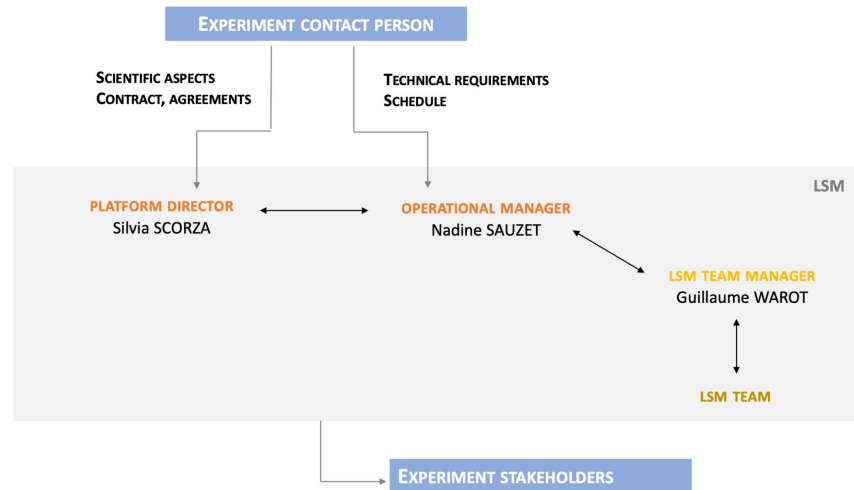 EXPERIMENT CONTACT PERSON
SCIENTIFIC ASPECTS
CONTRACT, AGREEMENTS
TECHNICAL REQUIREMENTS
SCHEDULE
LSM
PLATFORM DIRECTOR
Silvia SCORZA
OPERATIONAL MANAGER
Nadine SAUZET
LSM TEAM MANAGER
Guillaume WAROT
LSM TEAM
EXPERIMENT STAKEHOLDERS